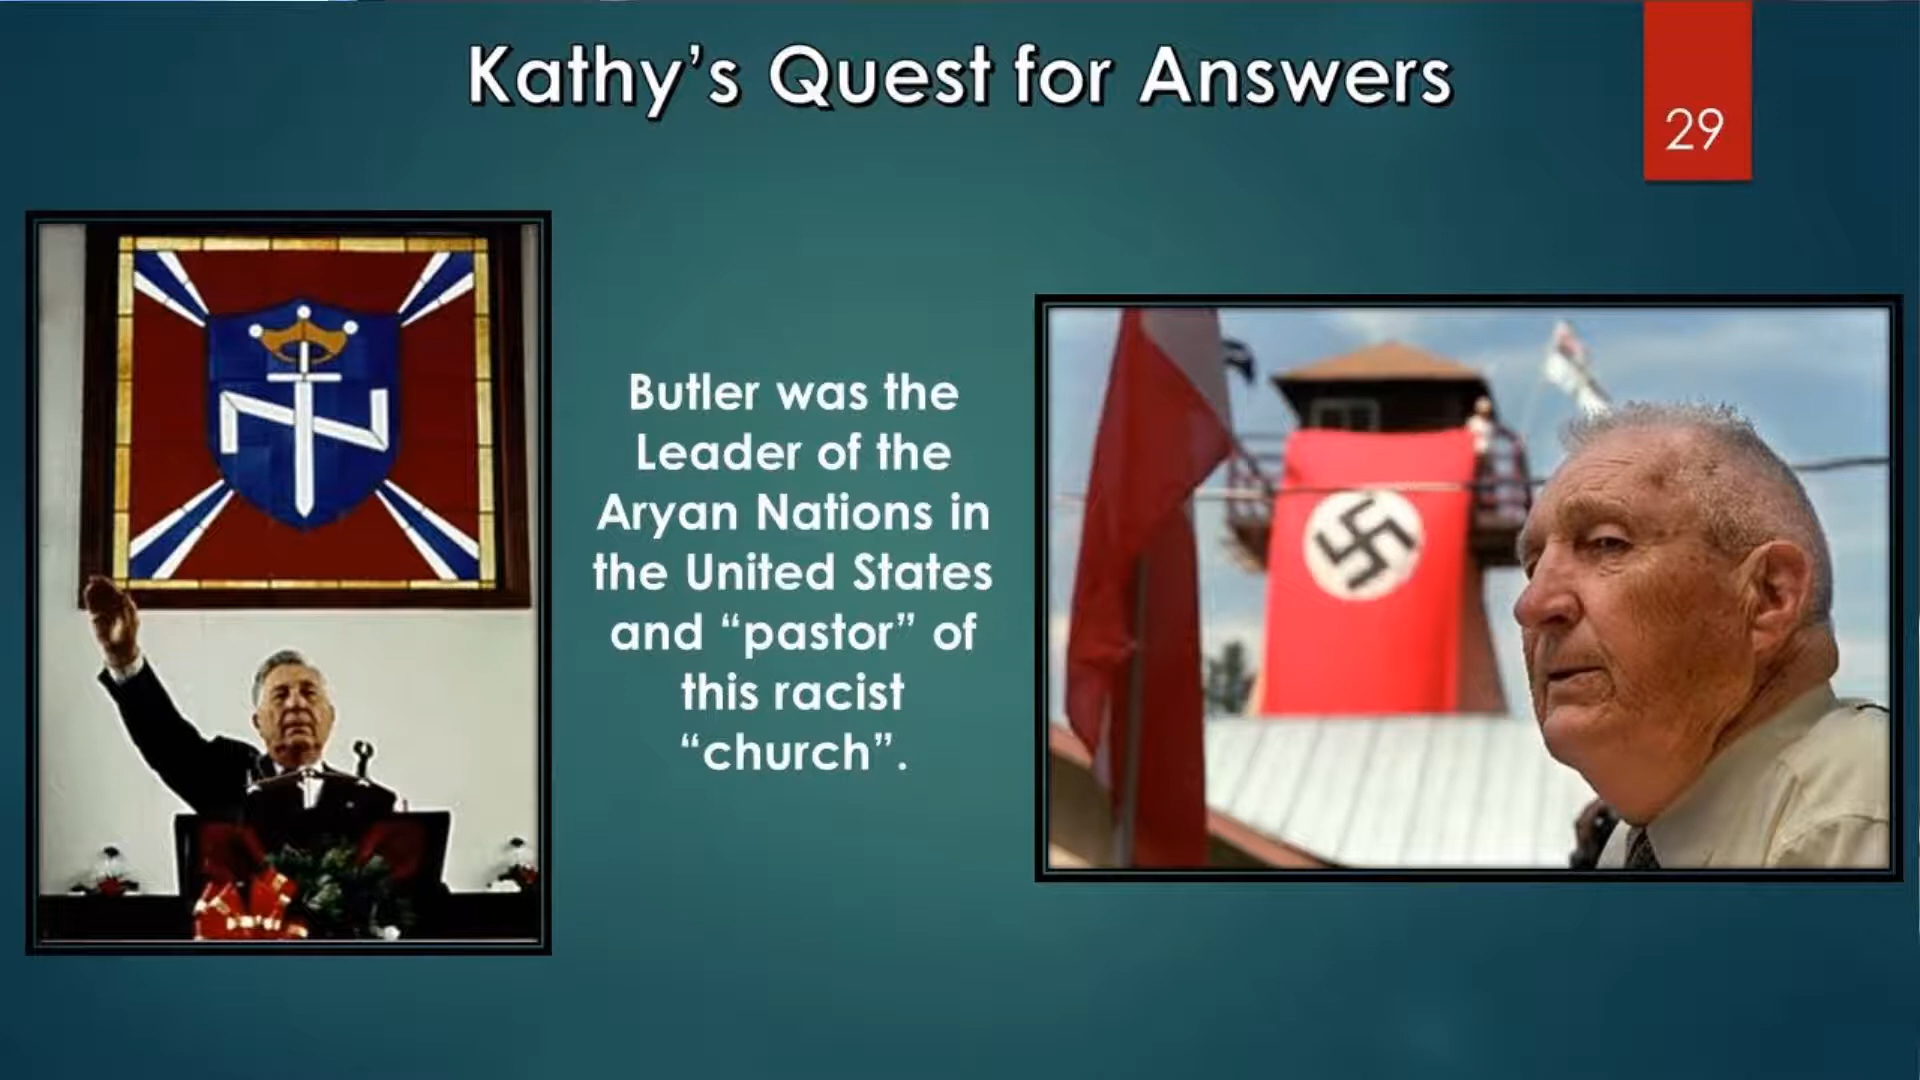 Kathy’s Quest for Answers
29
Butler was the
Leader of the
Aryan Nations in
the United States
and “pastor” of
this racist
“church”.